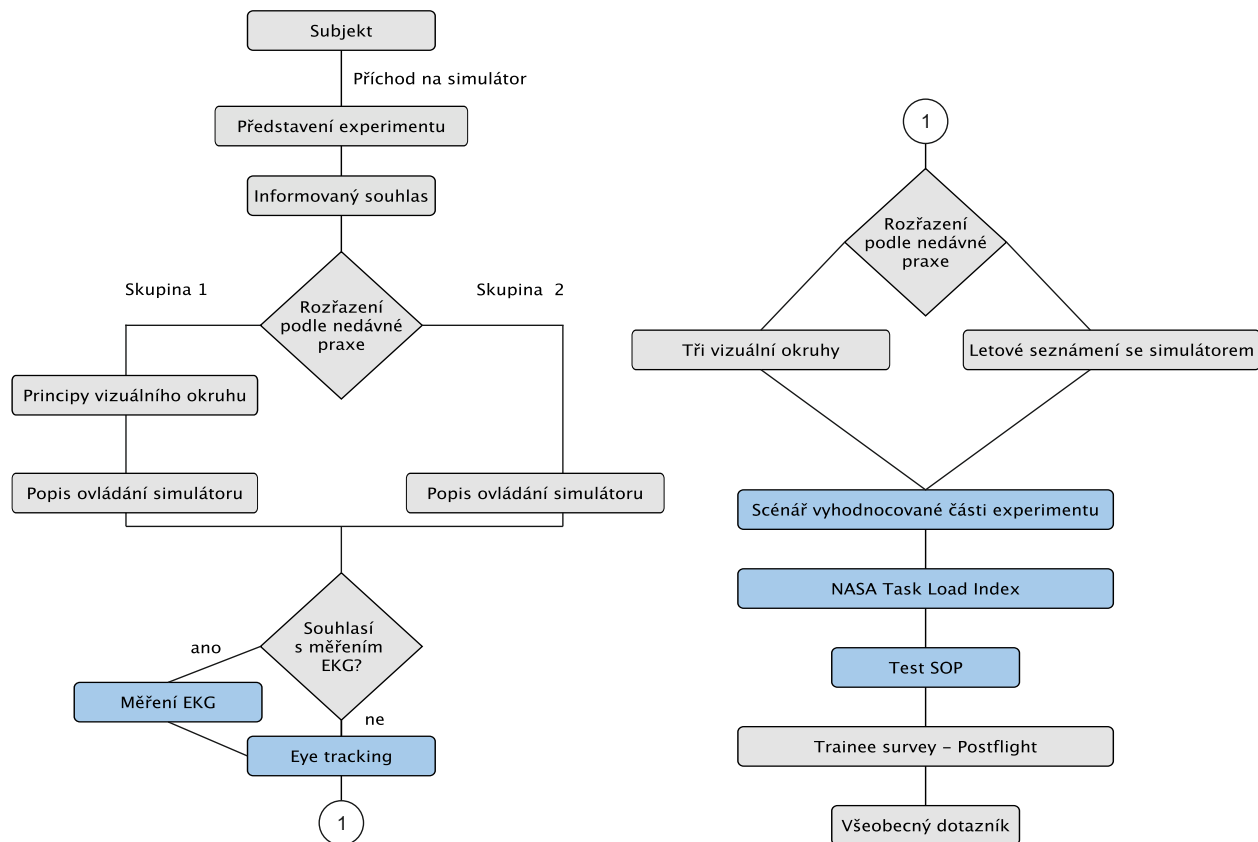 Subjekt
Příchod na simulátor
Představení experimentu
Informovaný souhlas
Skupina 1
Skupina 2
Rozřazení
podle nedávné
praxe
Principy vizuálního okruhu
Popis ovládání simulátoru
Popis ovládání simulátoru
Souhlasí
s měřením
EKG?
ano
Měření EKG
ne
Eye tracking
1
1
Rozřazení
podle nedávné
praxe
Tři vizuální okruhy
Letové seznámení se simulátorem
Scénář vyhodnocované části experimentu
NASA Task Load Index
Test SOP
Trainee survey – Postflight
Všeobecný dotazník